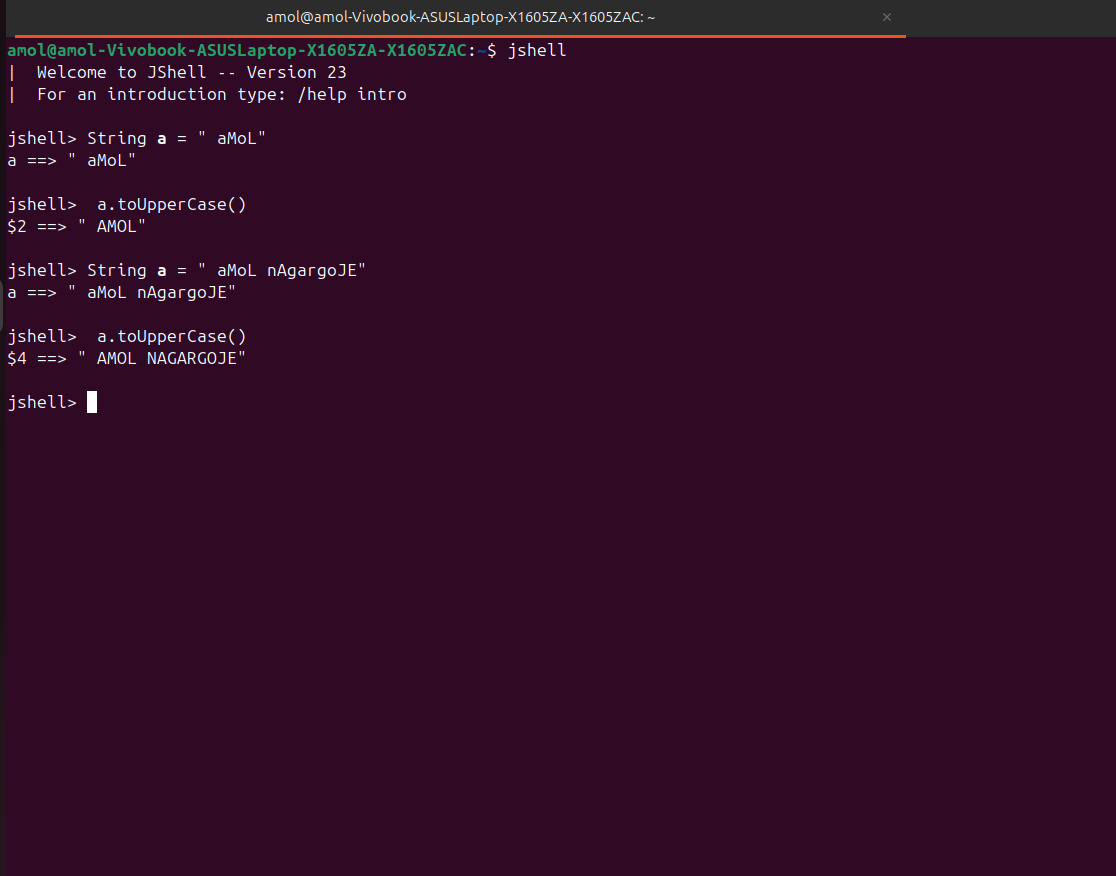 amol@amol-Vivobook-ASUSLaptop-X1605ZA-X1605ZAC: ~
amol@amol-Vivobook-ASUSLaptop-X1605ZA-X1605ZAC:~$ jshell
|  Welcome to JShell -- Version 23
|  For an introduction type: /help intro
jshell> String a = " aMoL"
a ==> " aMoL"
jshell>  a.toUpperCase()
$2 ==> " AMOL"
jshell> String a = " aMoL nAgargoJE"
a ==> " aMoL nAgargoJE"
jshell>  a.toUpperCase()
$4 ==> " AMOL NAGARGOJE"
jshell>